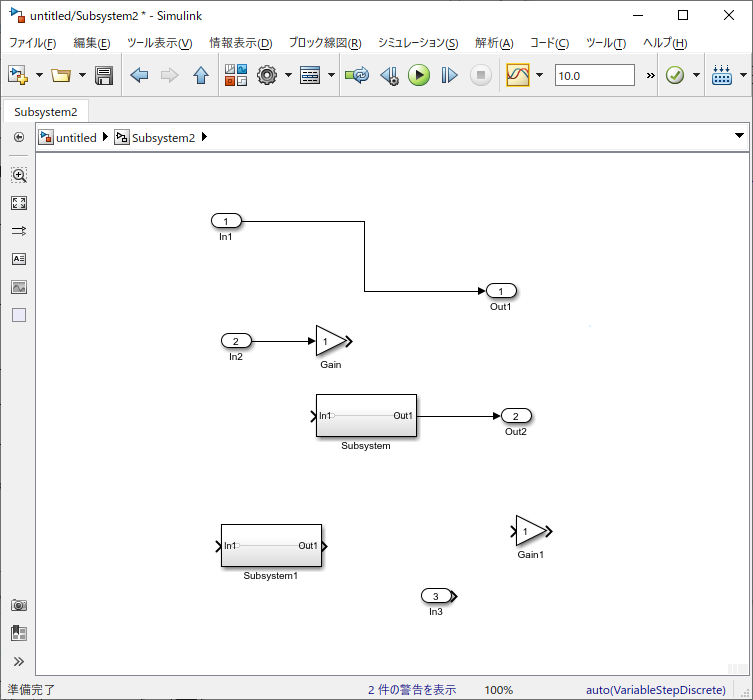 untitled/Subsystem2 * - Simulink
ファイル(F) 編集(E) ツール表示(V) 情報表示(D) ブロック線図(R) シミュレーション(S) 解析(A) コード(C) ツール(T) ヘルプ(H)
10.0 »
Subsystem2
untitled Subsystem2
1
In1
1
Out1
2
In2
1
Gain
In1 Out1
Subsystem
2
Out2
In1 Out1
Subsystem1
1
Gain1
3
In3
準備完了 2 件の警告を表示 100% auto(VariableStepDiscrete)